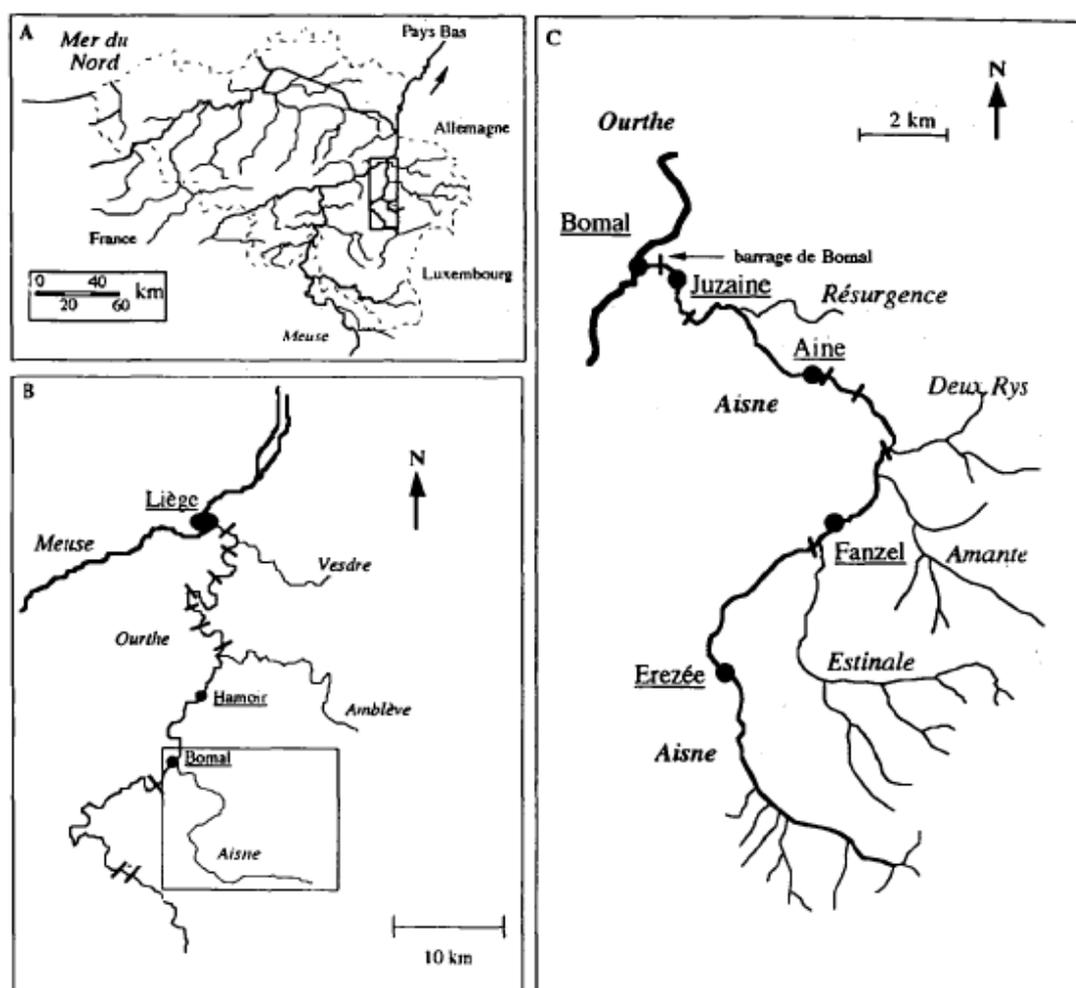 A
Mer du
Nord
Pays Bas
Allemagne
France
Luxembourg
Meuse
0 40
20 60
km
B
N
Liège
Meuse
Vesdre
Ourthe
Hamoir
Amblève
Bomal
Aisne
10 km
C
N
2 km
Ourthe
Bomal
barrage de Bomal
Juzaine
Résurgence
Aine
Aisne
Deux Rys
Fanzel
Amante
Erezée
Estinale
Aisne